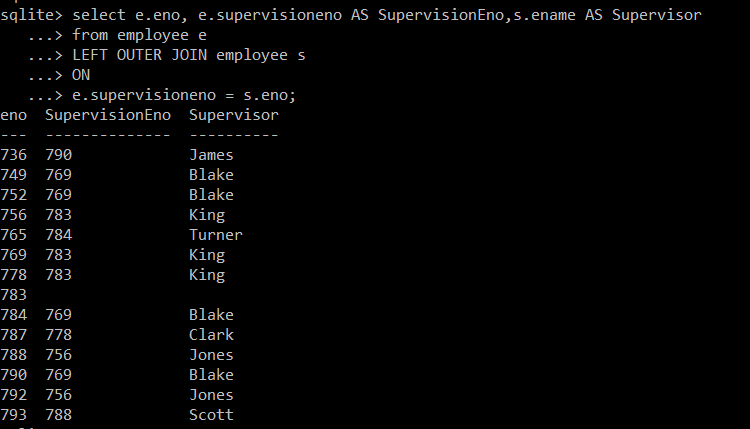 sqlite> select e.eno, e.supervisioneno AS SupervisionEno,s.ename AS Supervisor
   ...> from employee e
   ...> LEFT OUTER JOIN employee s
   ...> ON
   ...> e.supervisioneno = s.eno;
eno  SupervisionEno  Supervisor
---  --------------  ----------
736  790             James
749  769             Blake
752  769             Blake
756  783             King
765  784             Turner
769  783             King
778  783             King
783
784  769             Blake
787  778             Clark
788  756             Jones
790  769             Blake
792  756             Jones
793  788             Scott